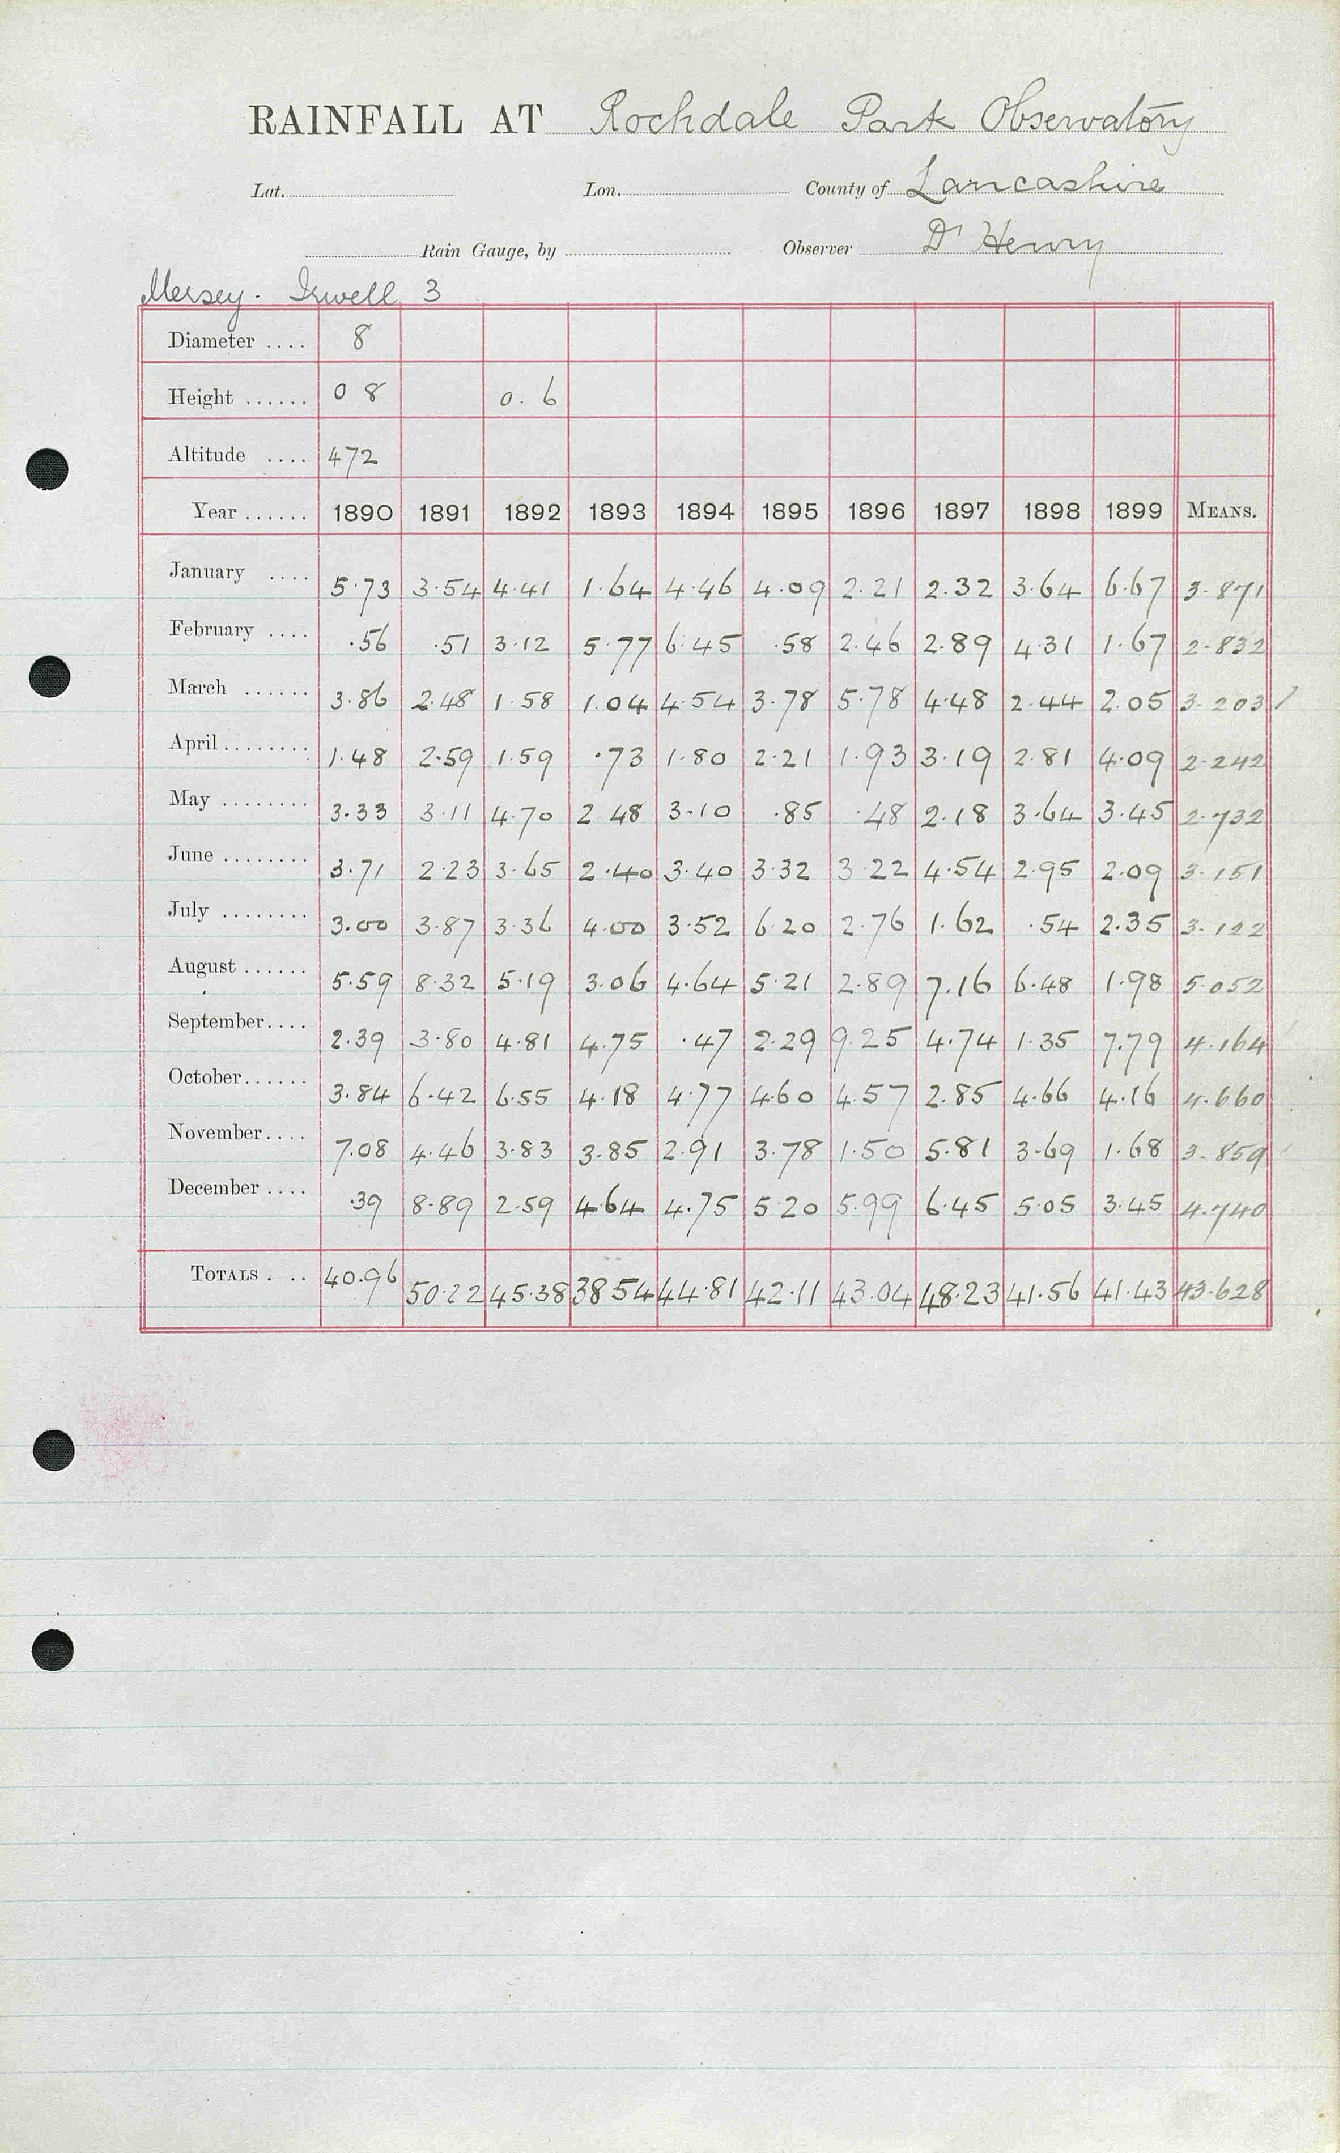 RAINFALL AT Rochdale Park Observatory
Lat. Lon. County of Lancashire
Rain Gauge, by Observer Dr Henry
Mersey. Irwell 3
Diameter .... 8
Height ...... 0 8 0.6
Altitude .... 472
Year ...... 1890 1891 1892 1893 1894 1895 1896 1897 1898 1899 MEANS.
January .... 5.73 3.54 4.41 1.64 4.46 4.09 2.21 2.32 3.64 6.67 3.871
February .... .56 .51 3.12 5.77 6.45 .58 2.46 2.89 4.31 1.67 2.832
March ...... 3.86 2.48 1.58 1.04 4.54 3.78 5.78 4.48 2.44 2.05 3.203
April ........ 1.48 2.59 1.59 .73 1.80 2.21 1.93 3.19 2.81 4.09 2.242
May ........ 3.33 3.11 4.70 2.48 3.10 .85 .48 2.18 3.64 3.45 2.732
June ........ 3.71 2.23 3.65 2.40 3.40 3.32 3.22 4.54 2.95 2.09 3.151
July ........ 3.00 3.87 3.36 4.00 3.52 6.20 2.76 1.62 .54 2.35 3.122
August ...... 5.59 8.32 5.19 3.06 4.64 5.21 2.89 7.16 6.48 1.98 5.052
September .... 2.39 3.80 4.81 4.75 .47 2.29 9.25 4.74 1.35 7.79 4.164
October ...... 3.84 6.42 6.55 4.18 4.77 4.60 4.57 2.85 4.66 4.16 4.660
November .... 7.08 4.46 3.83 3.85 2.91 3.78 1.50 5.81 3.69 1.68 3.859
December .... .39 8.89 2.59 4.64 4.75 5.20 5.99 6.45 5.05 3.45 4.740
TOTALS . .. 40.96 50.22 45.38 38.54 44.81 42.11 43.04 48.23 41.56 41.43 43.628